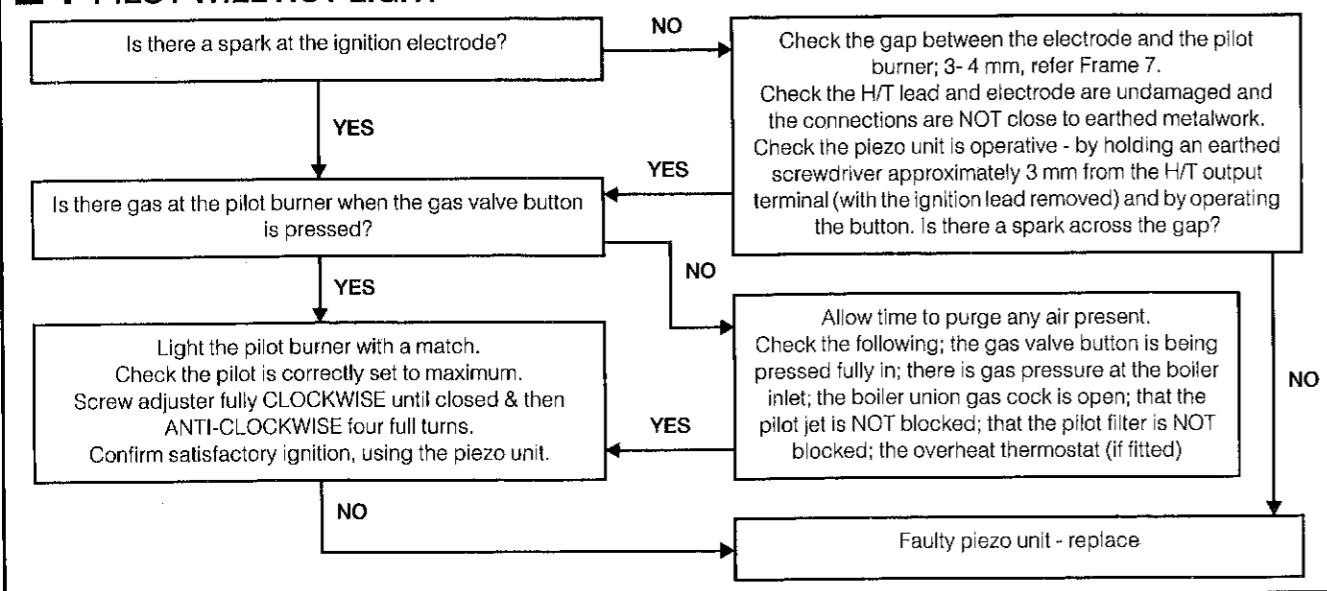 PILOT WILL NOT LIGHT
Is there a spark at the ignition electrode?
NO
Check the gap between the electrode and the pilot
burner; 3- 4 mm, refer Frame 7.
Check the H/T lead and electrode are undamaged and
the connections are NOT close to earthed metalwork.
Check the piezo unit is operative - by holding an earthed
screwdriver approximately 3 mm from the H/T output
terminal (with the ignition lead removed) and by operating
the button. Is there a spark across the gap?
YES
YES
Is there gas at the pilot burner when the gas valve button
is pressed?
NO
YES
Allow time to purge any air present.
Check the following; the gas valve button is being
pressed fully in; there is gas pressure at the boiler
inlet; the boiler union gas cock is open; that the
pilot jet is NOT blocked; that the pilot filter is NOT
blocked; the overheat thermostat (if fitted)
NO
Light the pilot burner with a match.
Check the pilot is correctly set to maximum.
Screw adjuster fully CLOCKWISE until closed & then
ANTI-CLOCKWISE four full turns.
Confirm satisfactory ignition, using the piezo unit.
YES
NO
Faulty piezo unit - replace